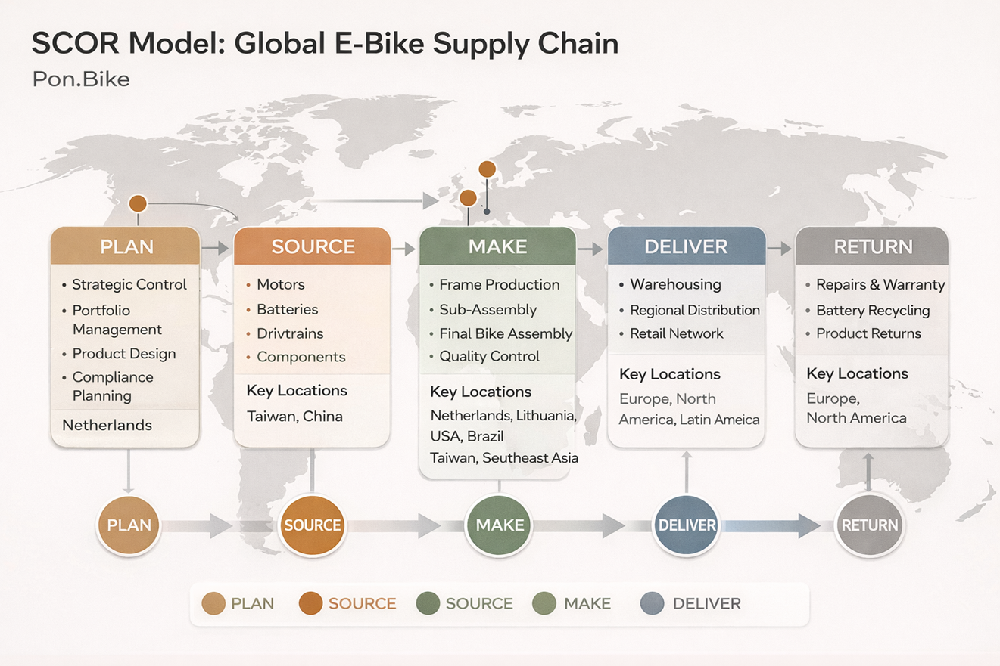 SCOR Model: Global E-Bike Supply Chain
Pon.Bike
PLAN
• Strategic Control
• Portfolio
Management
• Product Design
• Compliance
Planning
Netherlands
SOURCE
• Motors
• Batteries
• Drivtrains
• Components
Key Locations
Taiwan, China
MAKE
• Frame Production
• Sub-Assembly
• Final Bike Assembly
• Quality Control
Key Locations
Netherlands, Lithuania,
USA, Brazil
Taiwan, Seutheast Asia
DELIVER
• Warehousing
• Regional Distribution
• Retail Network
Key Locations
Europe, North
America, Latin Ameica
RETURN
• Repairs & Warranty
• Battery Recycling
• Product Returns
Key Locations
Europe,
North America
PLAN
SOURCE
MAKE
DELIVER
RETURN
PLAN
SOURCE
SOURCE
MAKE
DELIVER